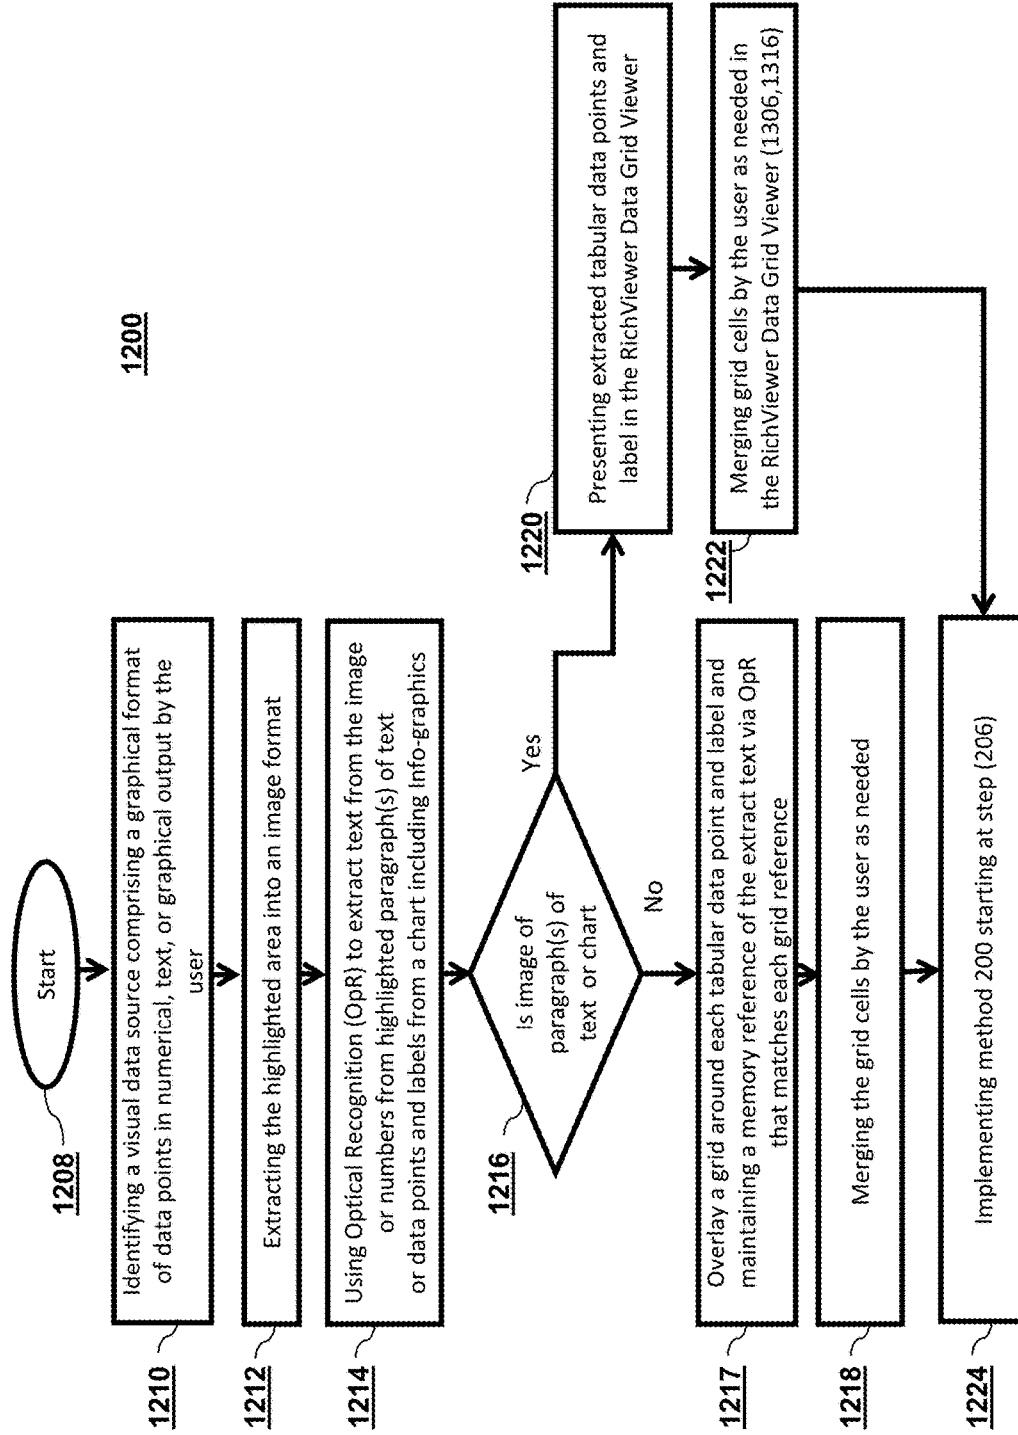 1200
Start
1208
Identifying a visual data source comprising a graphical format
of data points in numerical, text, or graphical output by the
user
1210
Extracting the highlighted area into an image format
1212
Using Optical Recognition (OpR) to extract text from the image
or numbers from highlighted paragraph(s) of text
or data points and labels from a chart including Info-graphics
1214
Is image of
paragraph(s) of
text or chart
1216
Yes
No
Presenting extracted tabular data points and
label in the RichViewer Data Grid Viewer
1220
Merging grid cells by the user as needed in
the RichViewer Data Grid Viewer (1306,1316)
1222
Overlay a grid around each tabular data point and label and
maintaining a memory reference of the extract text via OpR
that matches each grid reference
1217
Merging the grid cells by the user as needed
1218
Implementing method 200 starting at step (206)
1224